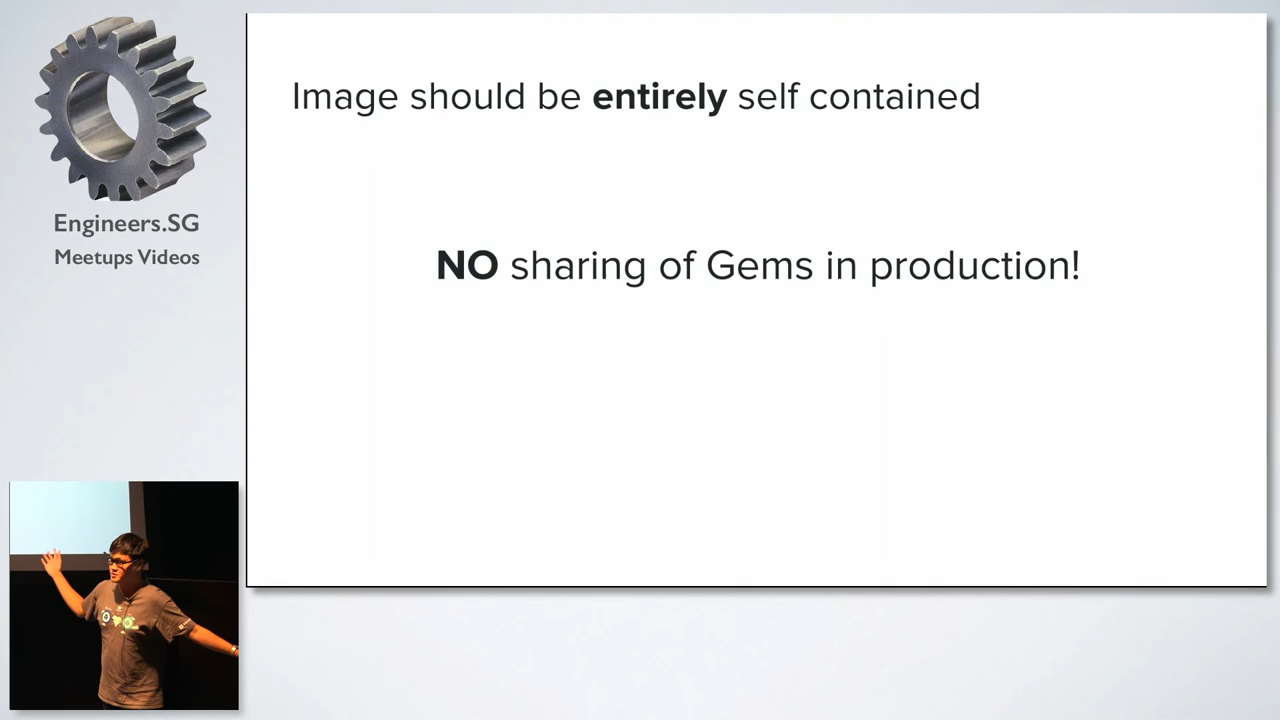 Engineers.SG
Meetups Videos
Image should be entirely self contained
NO sharing of Gems in production!